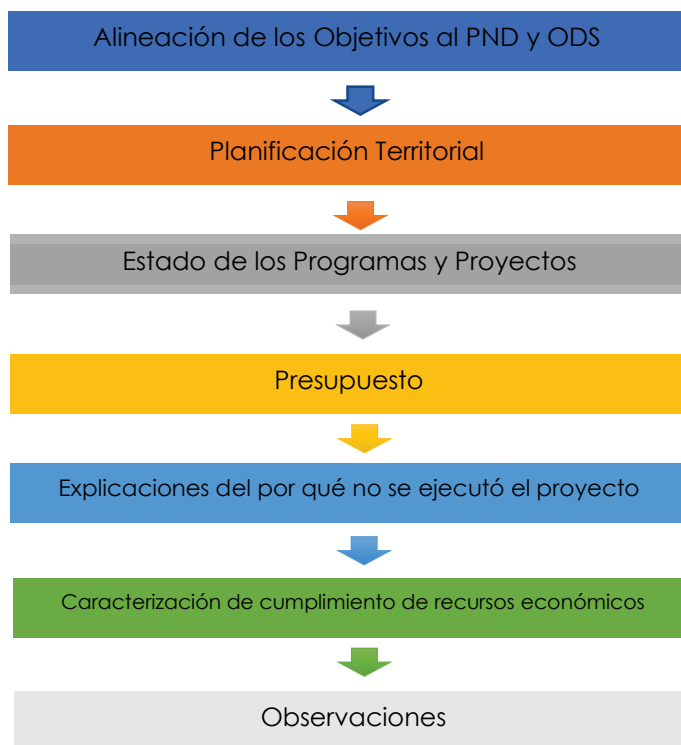 Alineación de los Objetivos al PND y ODS
Planificación Territorial
Estado de los Programas y Proyectos
Presupuesto
Explicaciones del por qué no se ejecutó el proyecto
Caracterización de cumplimiento de recursos económicos
Observaciones